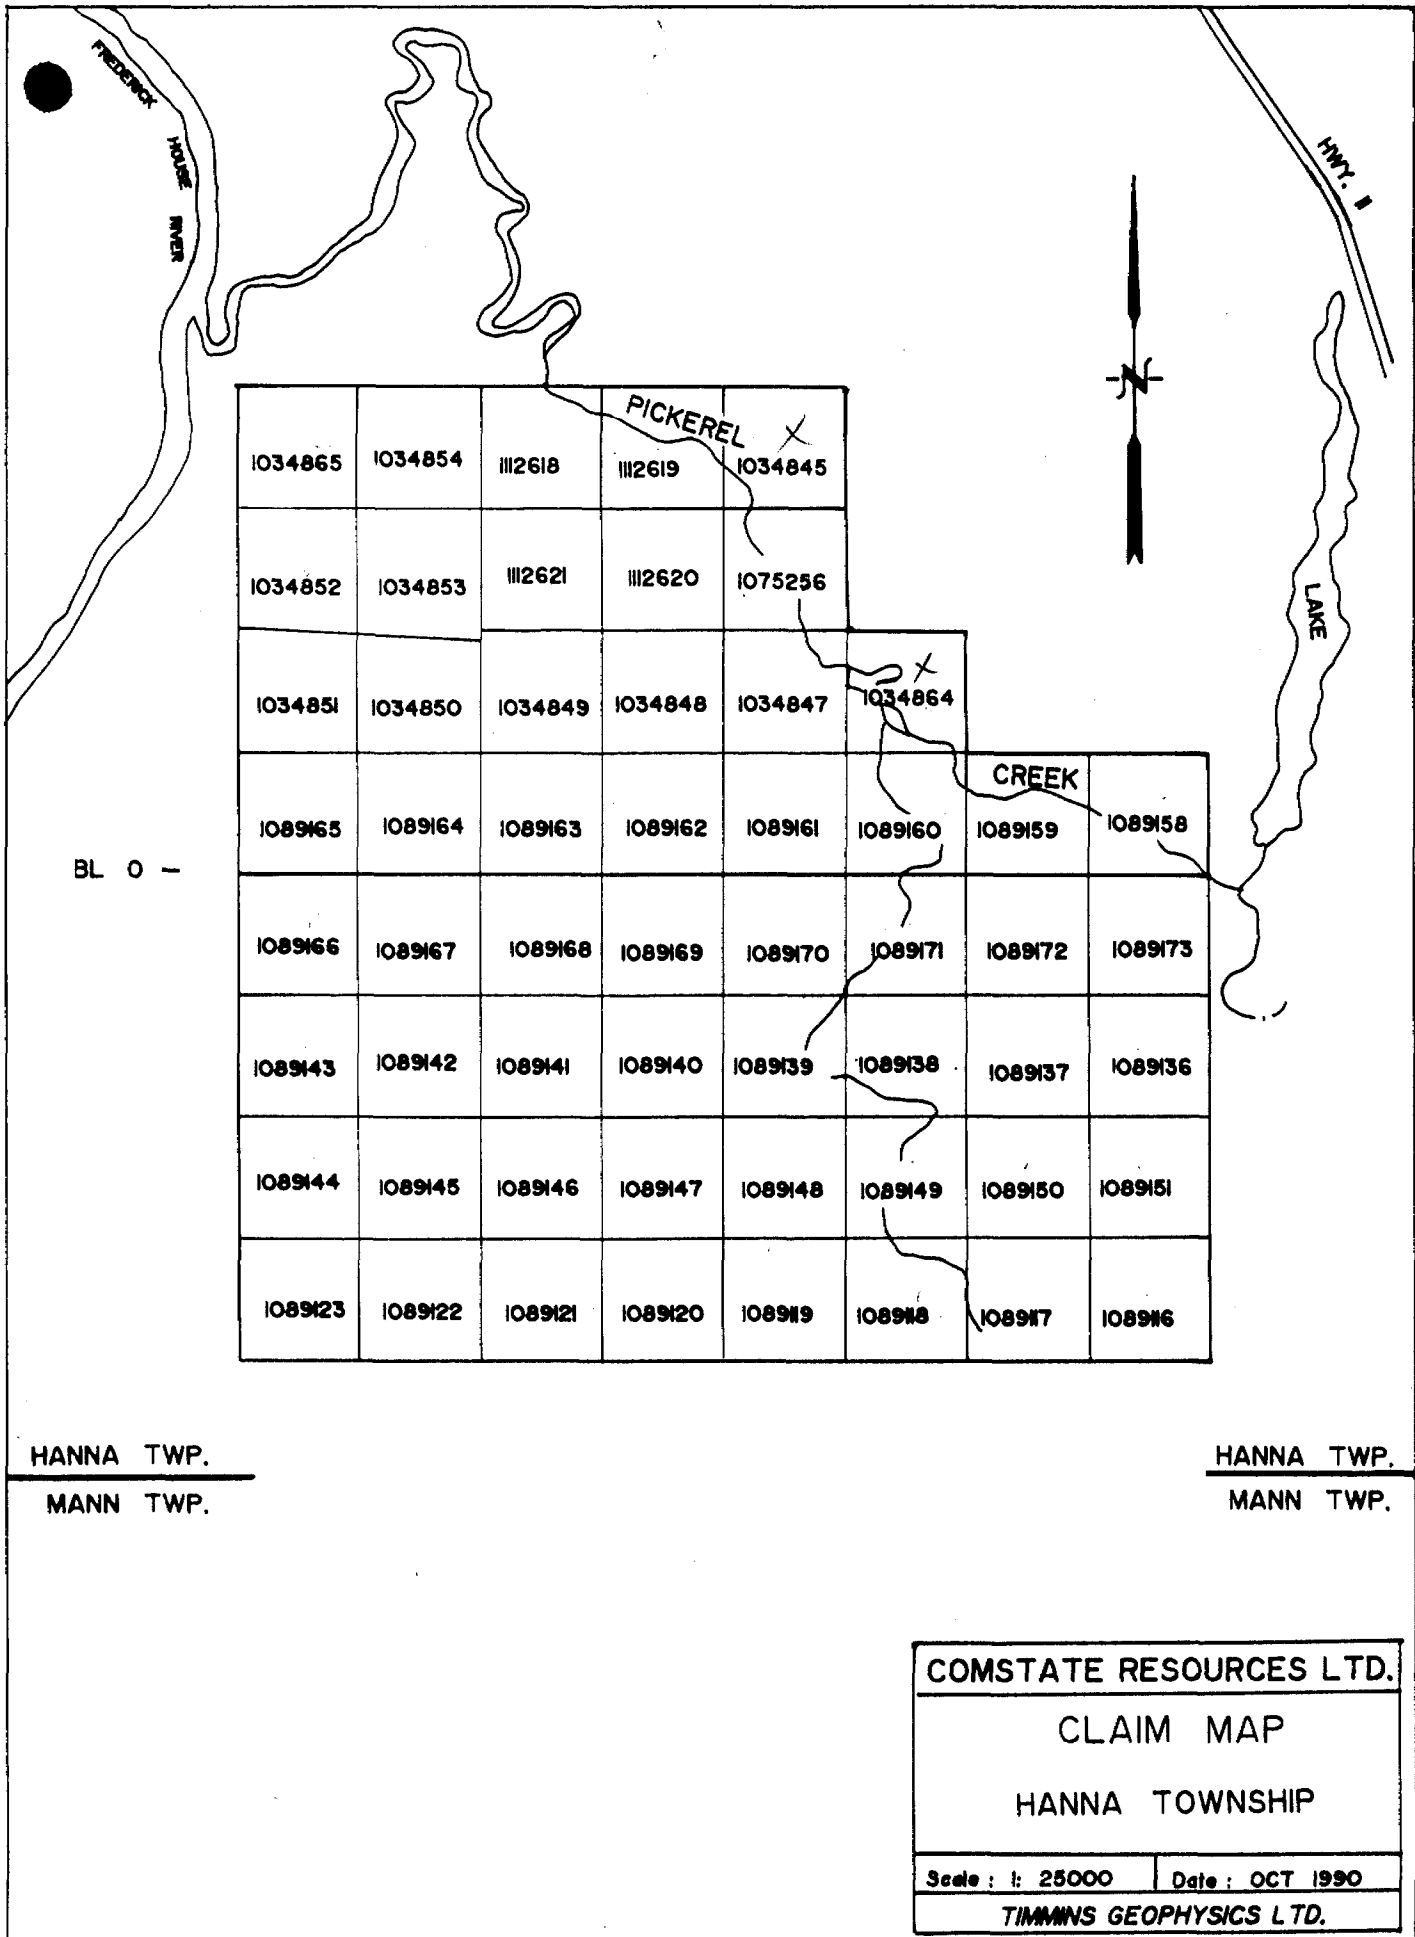 FREDERICK
HOUSE
RIVER
HWY. 11
N
PICKEREL
1034865 1034854 1112618 1112619 X 1034845
1034852 1034853 1112621 1112620 1075256
LAKE
X
1034851 1034850 1034849 1034848 1034847 1034864
CREEK
1089165 1089164 1089163 1089162 1089161 1089160 1089159 1089158
BL 0 –
1089166 1089167 1089168 1089169 1089170 1089171 1089172 1089173
1089143 1089142 1089141 1089140 1089139 1089138 1089137 1089136
1089144 1089145 1089146 1089147 1089148 1089149 1089150 1089151
1089123 1089122 1089121 1089120 1089119 1089118 1089117 1089116
HANNA TWP.
MANN TWP.
HANNA TWP.
MANN TWP.
COMSTATE RESOURCES LTD.
CLAIM MAP
HANNA TOWNSHIP
Scale : 1: 25000 Date : OCT 1990
TIMMINS GEOPHYSICS LTD.